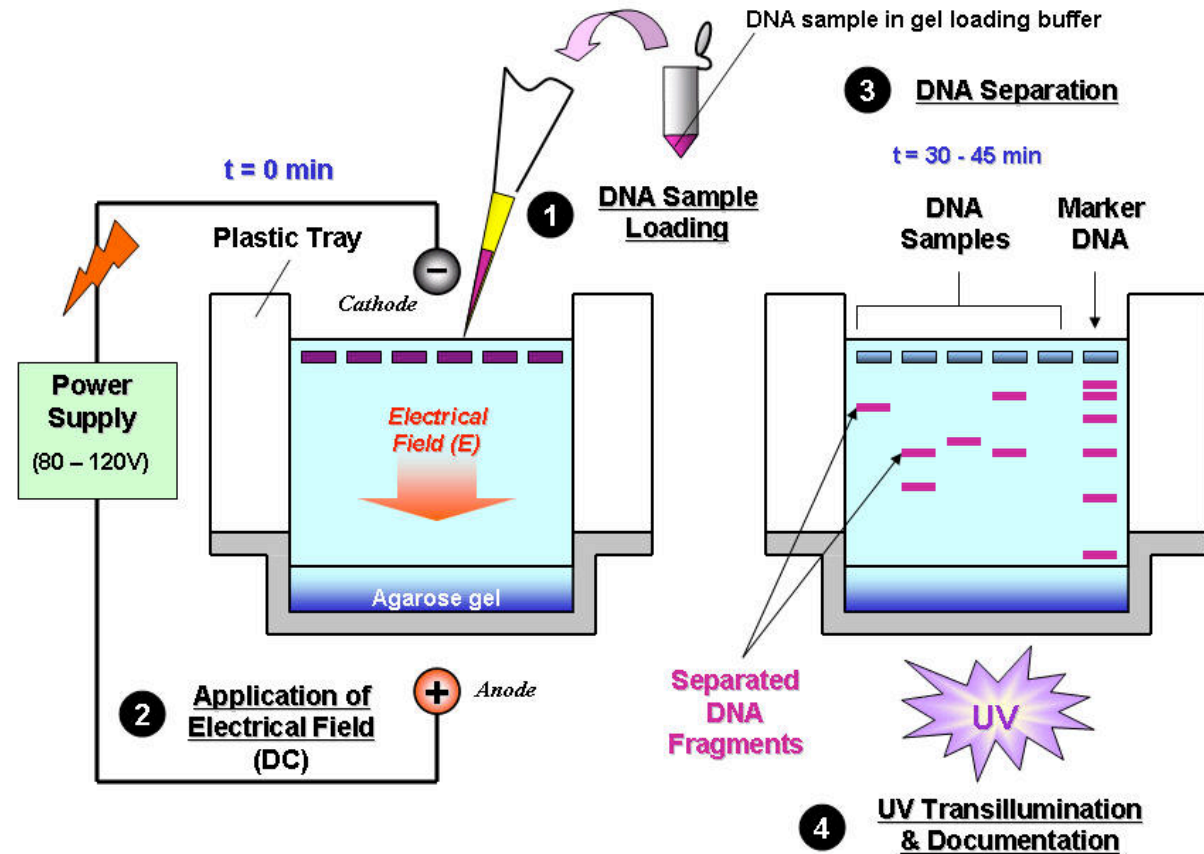 DNA sample in gel loading buffer
3 DNA Separation
t = 0 min
t = 30 - 45 min
1 DNA Sample
Loading
DNA
Samples
Marker
DNA
Plastic Tray
−
Cathode
Power
Supply
(80 – 120V)
Electrical
Field (E)
Agarose gel
2 Application of
Electrical Field
(DC)
+
Anode
Separated
DNA
Fragments
UV
4 UV Transillumination
& Documentation